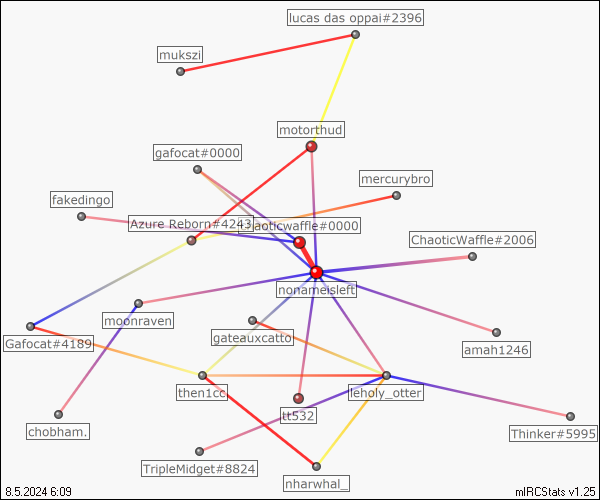 lucas das oppai#2396
mukszi
motorthud
gafocat#0000
mercurybro
fakedingo
Azure Reborn#4243
haoticwaffle#0000
ChaoticWaffle#2006
nonameisleft
moonraven
gateauxcatto
Gafocat#4189
amah1246
then1cc
leholy_otter
tt532
chobham.
Thinker#5995
TripleMidget#8824
nharwhal_
8.5.2024 6:09
mIRCStats v1.25